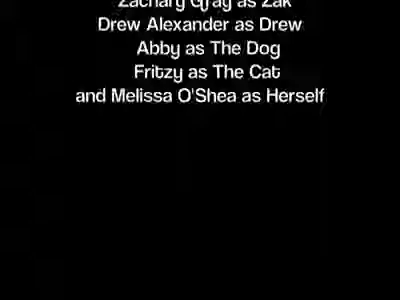 Zachary Gray as Zak
Drew Alexander as Drew
Abby as The Dog
Fritzy as The Cat
and Melissa O'Shea as Herself